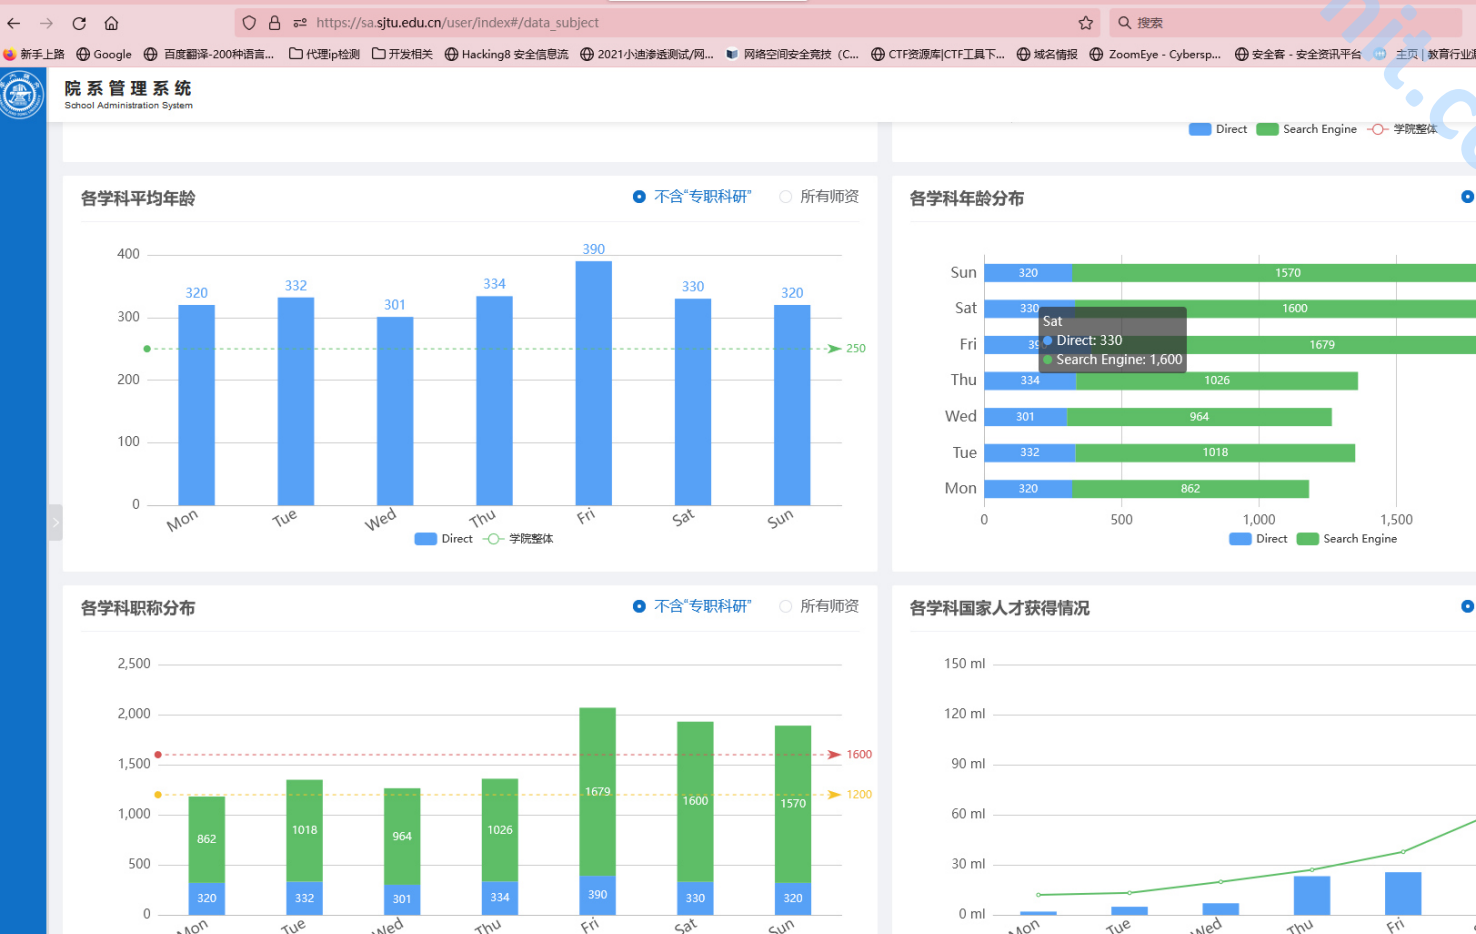 https://sa.sjtu.edu.cn/user/index#/data_subject
搜索
新手上路 Google 百度翻译-200种语言... 代理ip检测 开发相关 Hacking8 安全信息流 2021小迪渗透测试/网... 网络空间安全竞技（C... CTF资源库|CTF工具下... 域名情报 ZoomEye - Cybersp... 安全客 - 安全资讯平台 主页 | 教育行业
院系管理系统
School Administration System
Direct Search Engine 学院整体
各学科平均年龄 不含“专职科研” 所有师资
400
300
200
100
0
320 332 301 334 390 330 320
250
Mon Tue Wed Thu Fri Sat Sun
Direct 学院整体
各学科年龄分布
Sun 320 1570
Sat 330 1600
Fri 1679
Thu 334 1026
Wed 301 964
Tue 332 1018
Mon 320 862
Sat
Direct: 330
Search Engine: 1,600
0 500 1,000 1,500
Direct Search Engine
各学科职称分布 不含“专职科研” 所有师资
2,500
2,000
1,500
1,000
500
0
1600
1200
862 1018 964 1026 1679 1600 1570
320 332 301 334 390 330 320
Mon Tue Wed Thu Fri Sat Sun
各学科国家人才获得情况
150 ml
120 ml
90 ml
60 ml
30 ml
0 ml
Mon Tue Wed Thu Fri